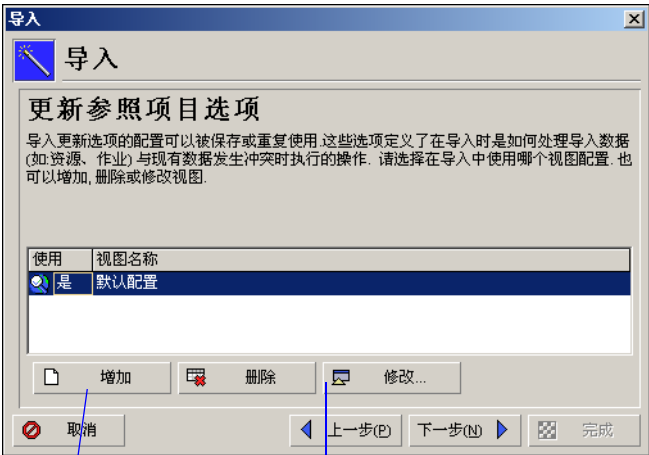 导入
导入
更新参照项目选项
导入更新选项的配置可以被保存或重复使用.这些选项定义了在导入时是如何处理导入数据
(如:资源、作业) 与现有数据发生冲突时执行的操作. 请选择在导入中使用哪个视图配置. 也
可以增加, 删除或修改视图.
使用 视图名称
是 默认配置
增加 删除 修改...
取消 上一步(P) 下一步(N) 完成